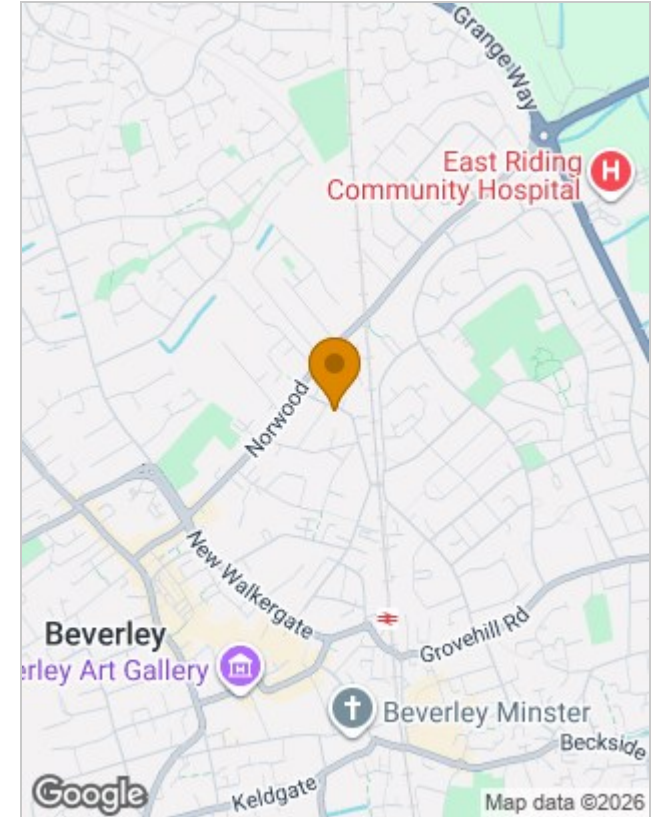 Grange Way
East Riding
Community Hospital
H
Norwood
New Walkergate
Beverley
erley Art Gallery
Grovehill Rd
Beverley Minster
Beckside
Keldgate
Google
Map data ©2026